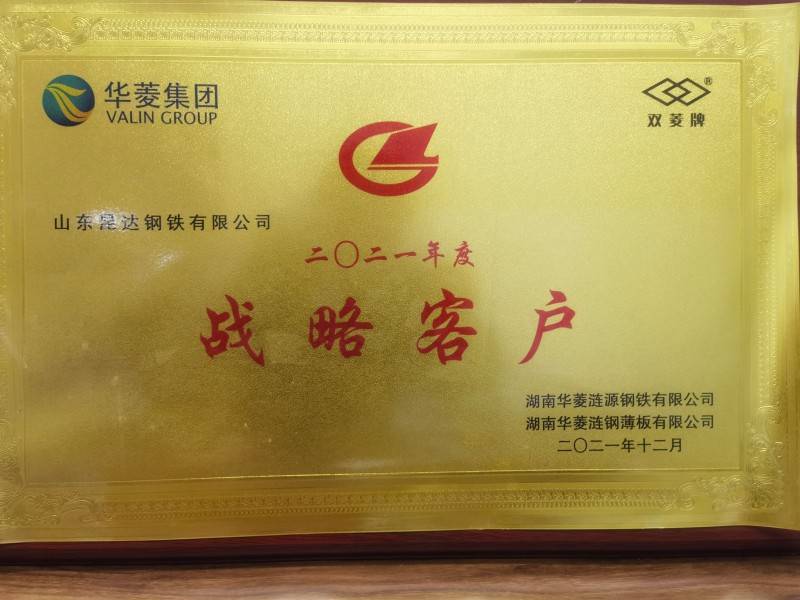 华菱集团
VALIN GROUP
®
双菱牌
山东昆达钢铁有限公司
二〇二一年度
战略客户
湖南华菱涟源钢铁有限公司
湖南华菱涟钢薄板有限公司
二〇二一年十二月